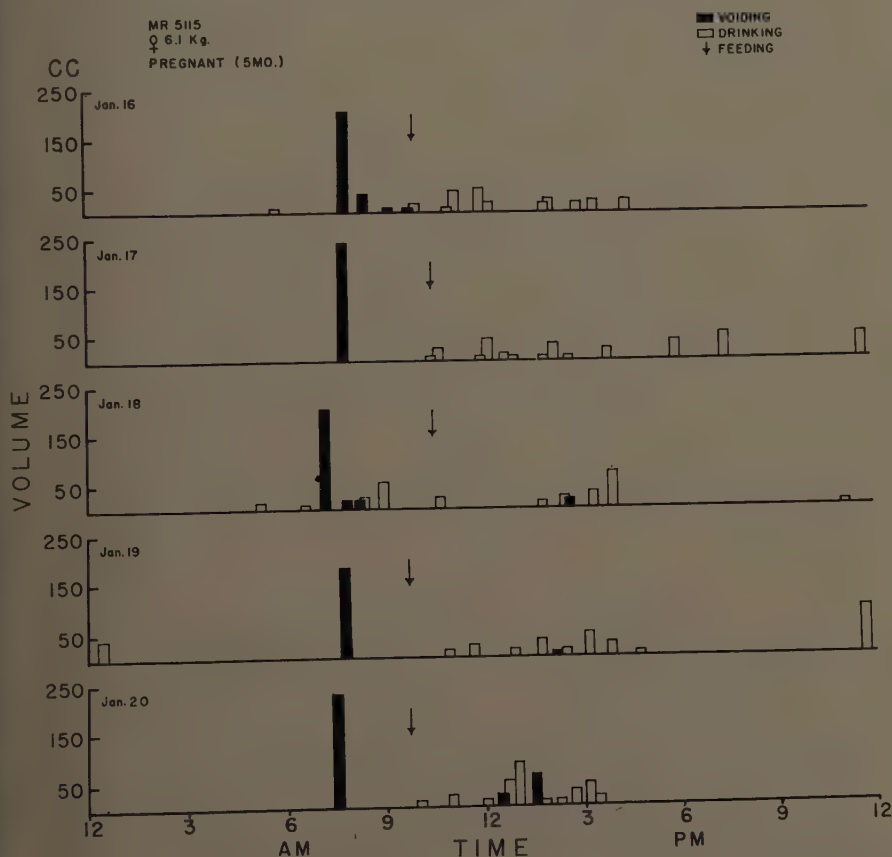 MR 5115
♀ 6.1 Kg.
PREGNANT (5MO.)
VOIDING
DRINKING
FEEDING
CC
250
150
50
Jan. 16
250
150
50
Jan. 17
250
150
50
Jan. 18
250
150
50
Jan. 19
250
150
50
Jan. 20
VOLUME
12 3 6 9 12 3 6 9 12
AM TIME PM